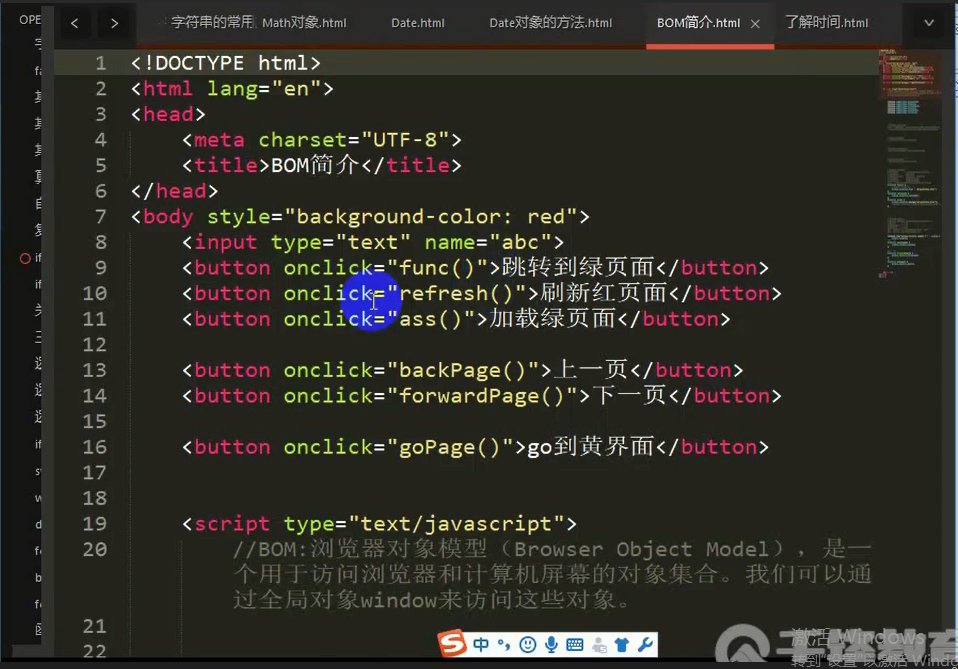 OPE
字符串的常用 Math对象.html Date.html Date对象的方法.html BOM简介.html 了解时间.html
1 <!DOCTYPE html>
2 <html lang="en">
3 <head>
4 <meta charset="UTF-8">
5 <title>BOM简介</title>
6 </head>
7 <body style="background-color: red">
8 <input type="text" name="abc">
9 <button onclick="func()">跳转到绿页面</button>
10 <button onclick="refresh()">刷新红页面</button>
11 <button onclick="ass()">加载绿页面</button>
12
13 <button onclick="backPage()">上一页</button>
14 <button onclick="forwardPage()">下一页</button>
15
16 <button onclick="goPage()">go到黄界面</button>
17
18
19 <script type="text/javascript">
20 //BOM:浏览器对象模型（Browser Object Model），是一
个用于访问浏览器和计算机屏幕的对象集合。我们可以通
过全局对象window来访问这些对象。
21
22
中
激活 Windows
转到"设置"以激活 Windo